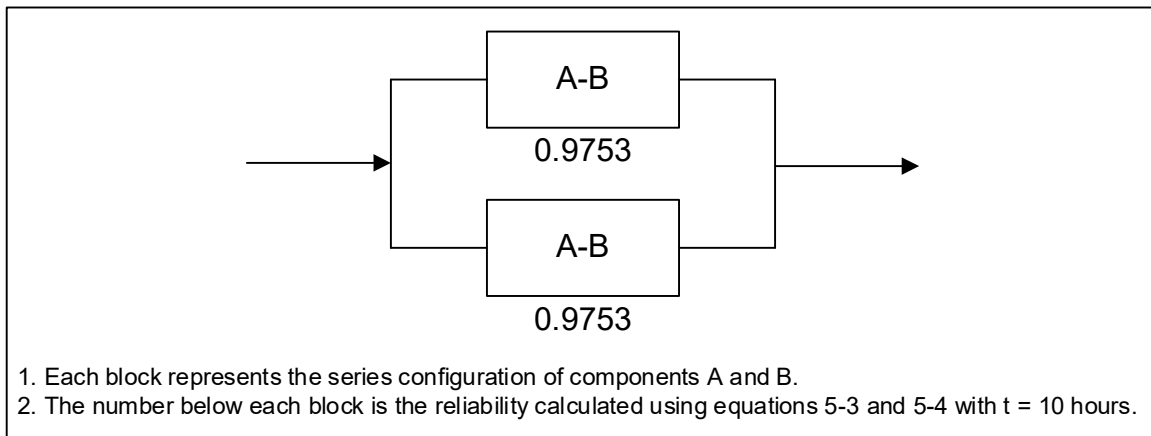 A-B
0.9753
A-B
0.9753
1. Each block represents the series configuration of components A and B.
2. The number below each block is the reliability calculated using equations 5-3 and 5-4 with t = 10 hours.